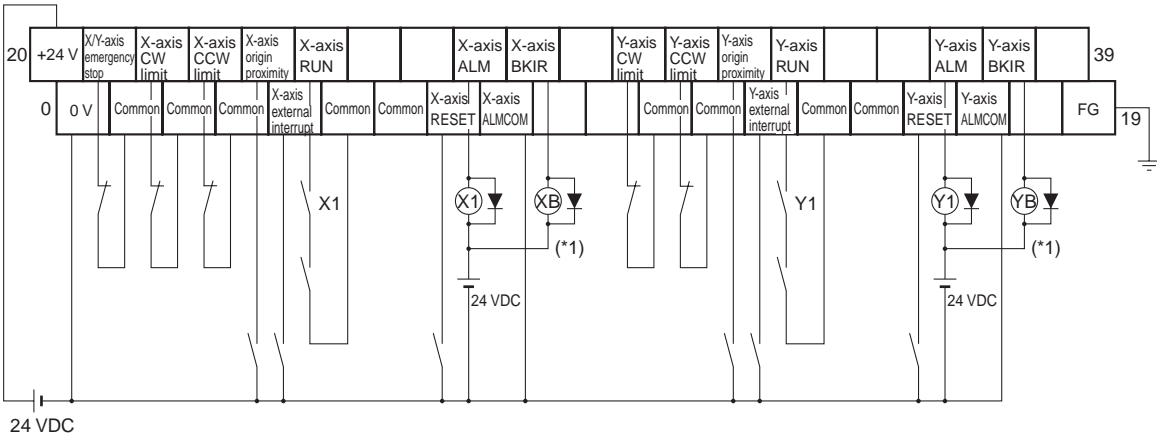 20
+24 V
X/Y-axis
emergency
stop
X-axis
CW
limit
X-axis
CCW
limit
X-axis
origin
proximity
X-axis
RUN
X-axis
ALM
X-axis
BKIR
Y-axis
CW
limit
Y-axis
CCW
limit
Y-axis
origin
proximity
Y-axis
RUN
Y-axis
ALM
Y-axis
BKIR
39
0
0 V
Common
Common
Common
X-axis
external
interrupt
Common
Common
X-axis
RESET
X-axis
ALMCOM
Common
Common
Y-axis
external
interrupt
Common
Common
Y-axis
RESET
Y-axis
ALMCOM
FG
19
X1
X1
XB
(*1)
Y1
Y1
YB
(*1)
24 VDC
24 VDC
24 VDC